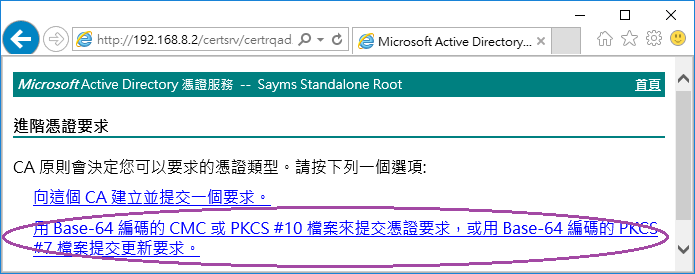 http://192.168.8.2/certsrv/certrqad.
Microsoft Active Directory...
Microsoft Active Directory 憑證服務 -- Sayms Standalone Root
首頁
進階憑證要求
CA 原則會決定您可以要求的憑證類型。請按下列一個選項:
向這個 CA 建立並提交一個要求。
用 Base-64 編碼的 CMC 或 PKCS #10 檔案來提交憑證要求，或用 Base-64 編碼的 PKCS
#7 檔案提交更新要求。